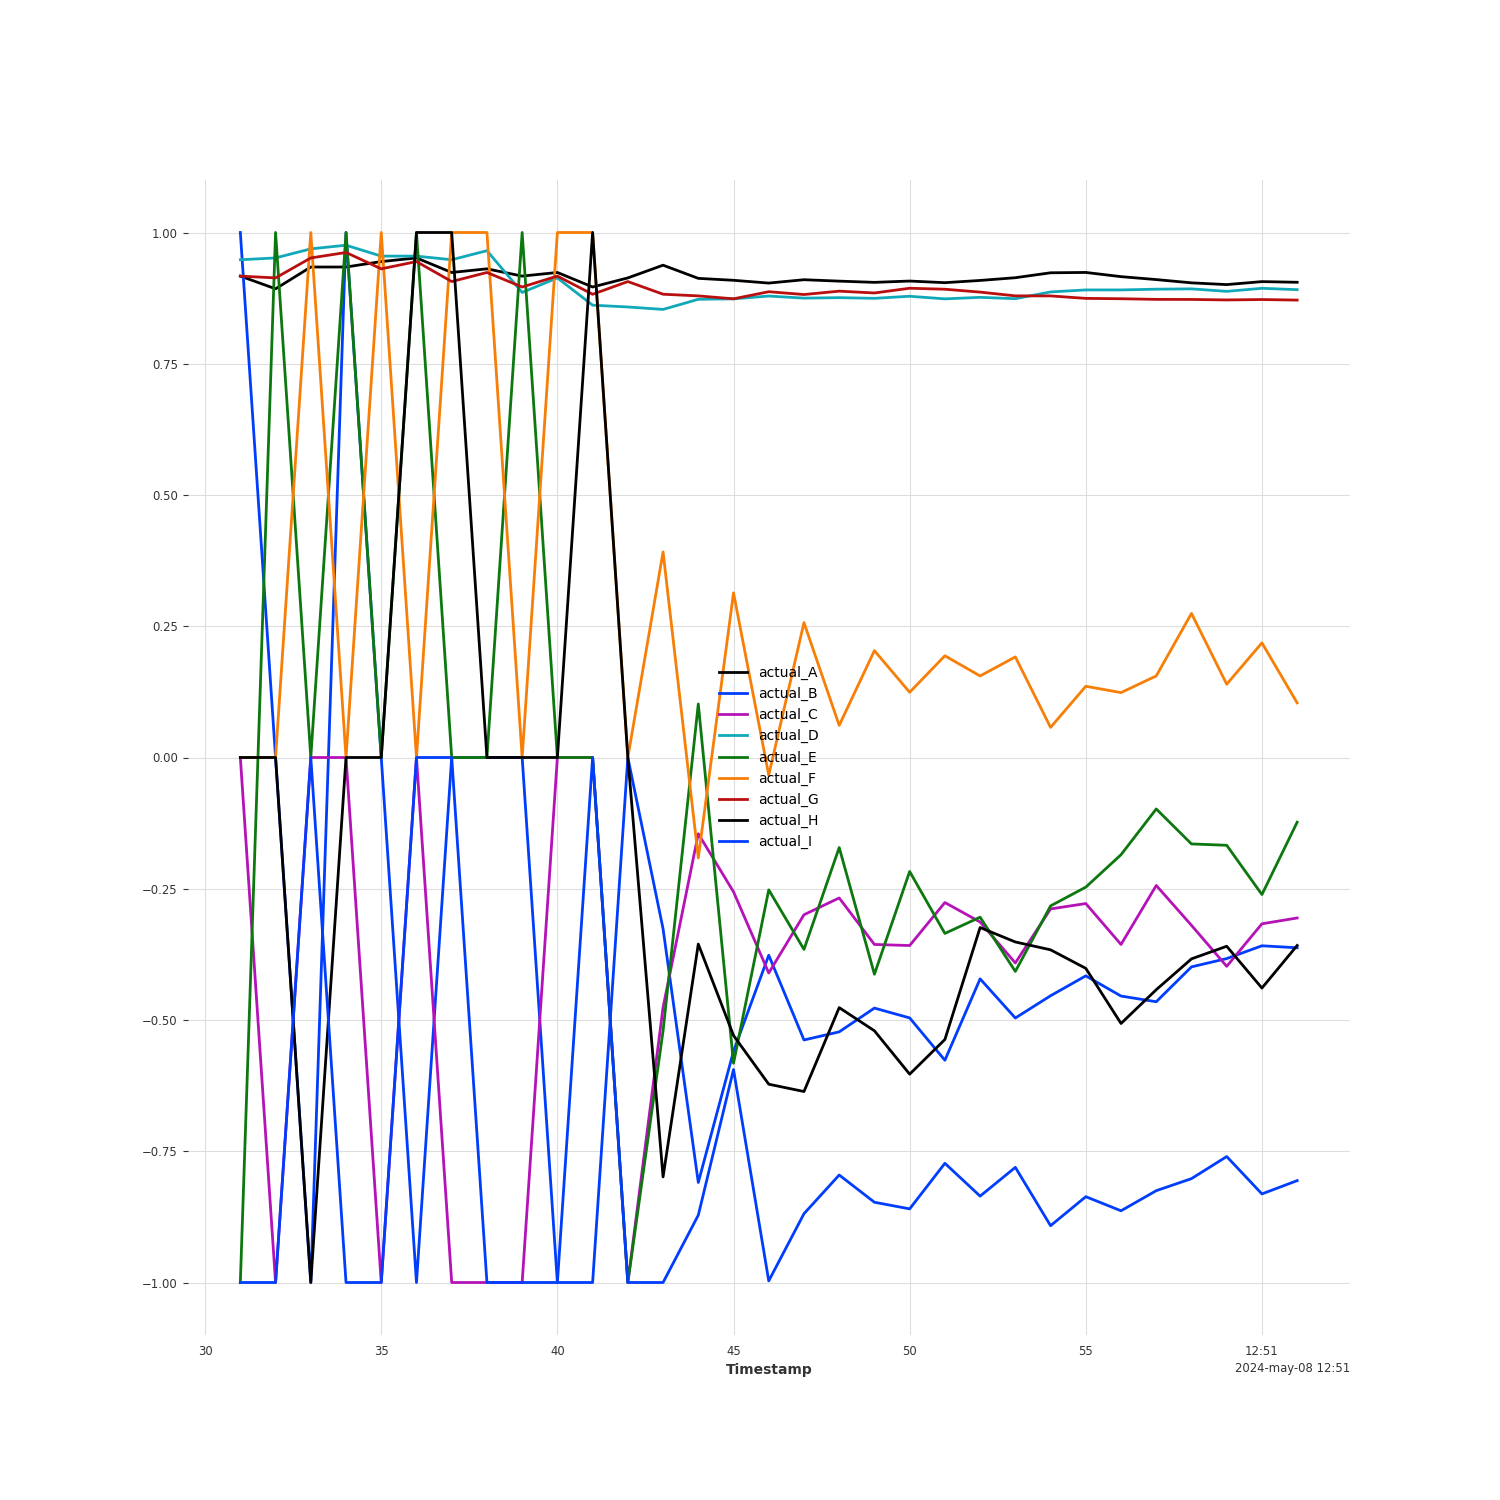 1.00
0.75
0.50
0.25
0.00
−0.25
−0.50
−0.75
−1.00
actual_A
actual_B
actual_C
actual_D
actual_E
actual_F
actual_G
actual_H
actual_I
30 35 40 45 50 55 12:51
Timestamp
2024-may-08 12:51